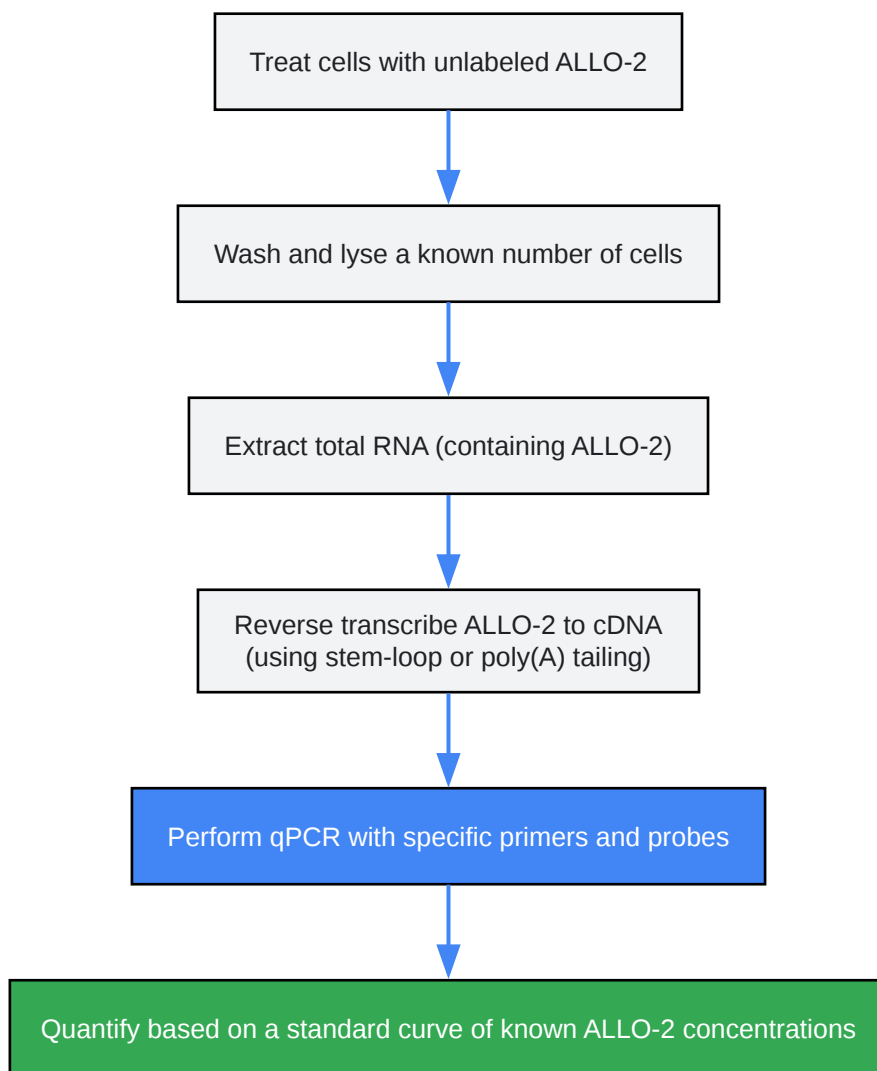 Treat cells with unlabeled ALLO-2
Wash and lyse a known number of cells
Extract total RNA (containing ALLO-2)
Reverse transcribe ALLO-2 to cDNA
(using stem-loop or poly(A) tailing)
Perform qPCR with specific primers and probes
Quantify based on a standard curve of known ALLO-2 concentrations